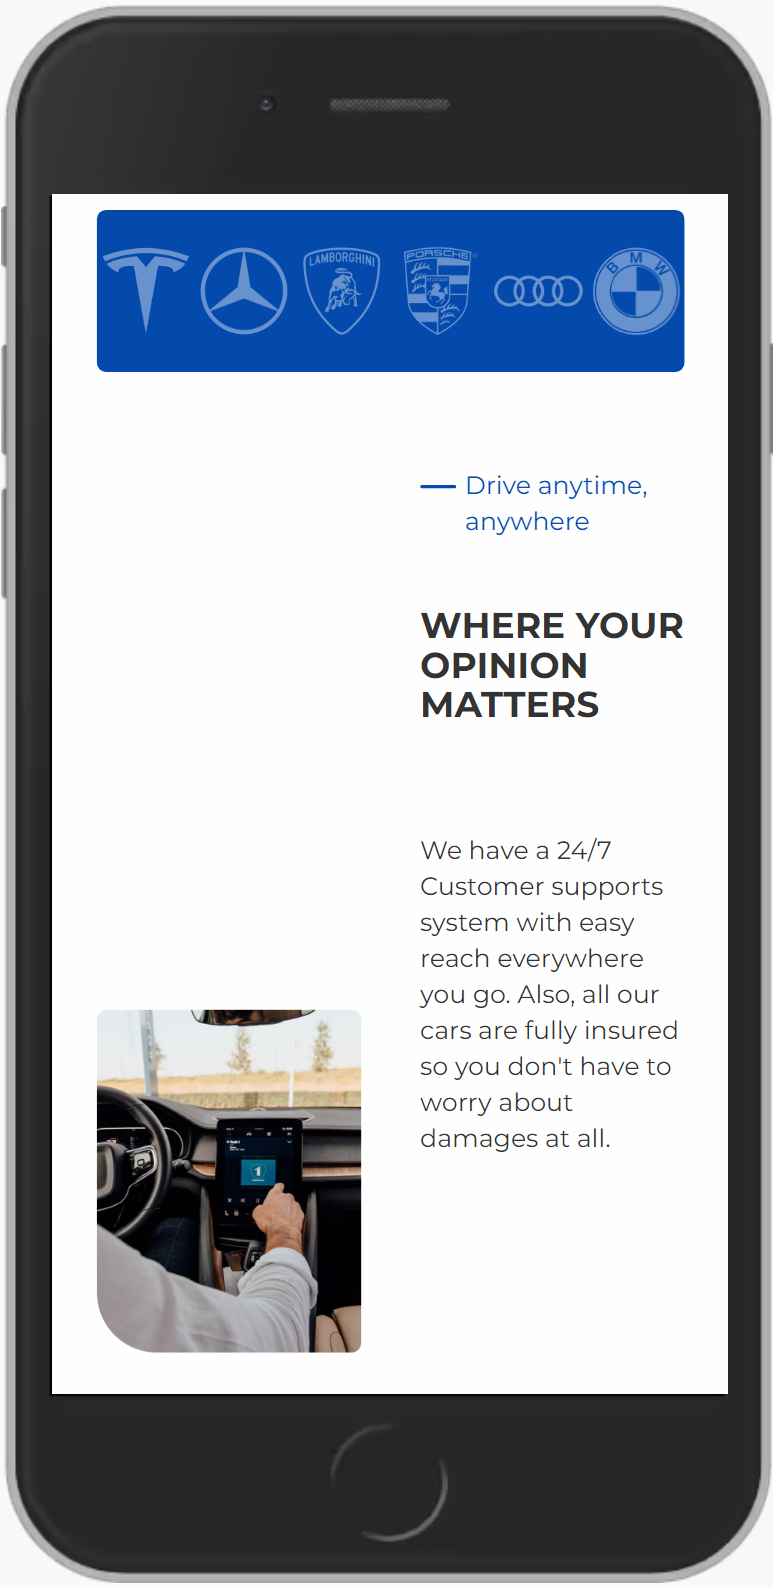 LAMBORGHINI
PORSCHE
BMW
Drive anytime,
anywhere
WHERE YOUR
OPINION
MATTERS
We have a 24/7
Customer supports
system with easy
reach everywhere
you go. Also, all our
cars are fully insured
so you don't have to
worry about
damages at all.
1